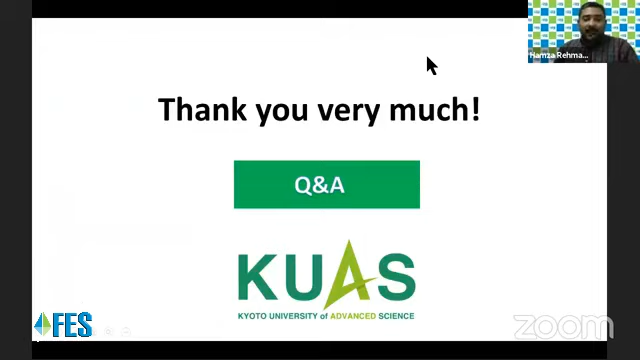 Hamza Rehma...
Thank you very much!
Q&A
KUAS
KYOTO UNIVERSITY of ADVANCED SCIENCE
FES
zoom